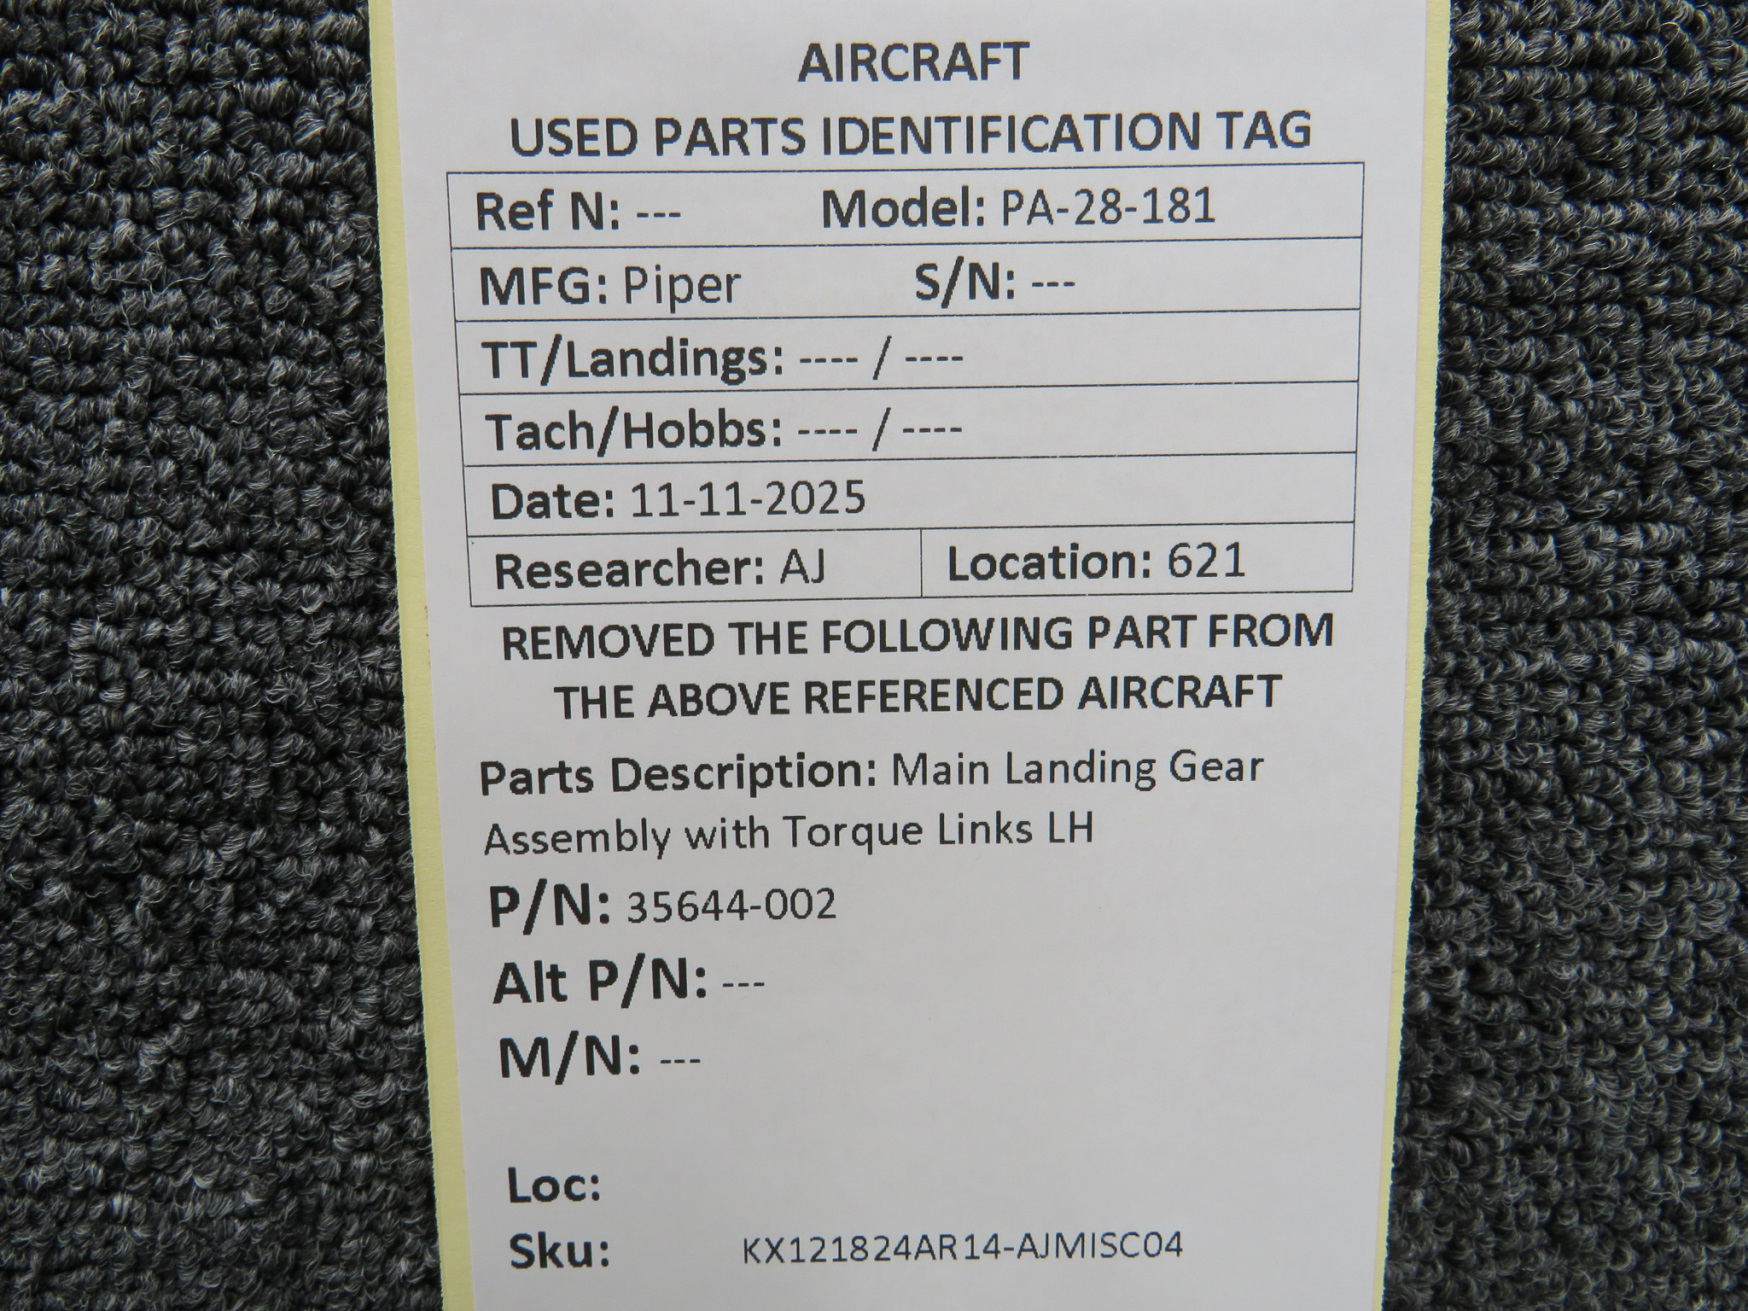 AIRCRAFT
USED PARTS IDENTIFICATION TAG
Ref N: --- Model: PA-28-181
MFG: Piper S/N: ---
TT/Landings: ---- / ----
Tach/Hobbs: ---- / ----
Date: 11-11-2025
Researcher: AJ Location: 621
REMOVED THE FOLLOWING PART FROM
THE ABOVE REFERENCED AIRCRAFT
Parts Description: Main Landing Gear
Assembly with Torque Links LH
P/N: 35644-002
Alt P/N: ---
M/N: ---
Loc:
Sku: KX121824AR14-AJMISC04